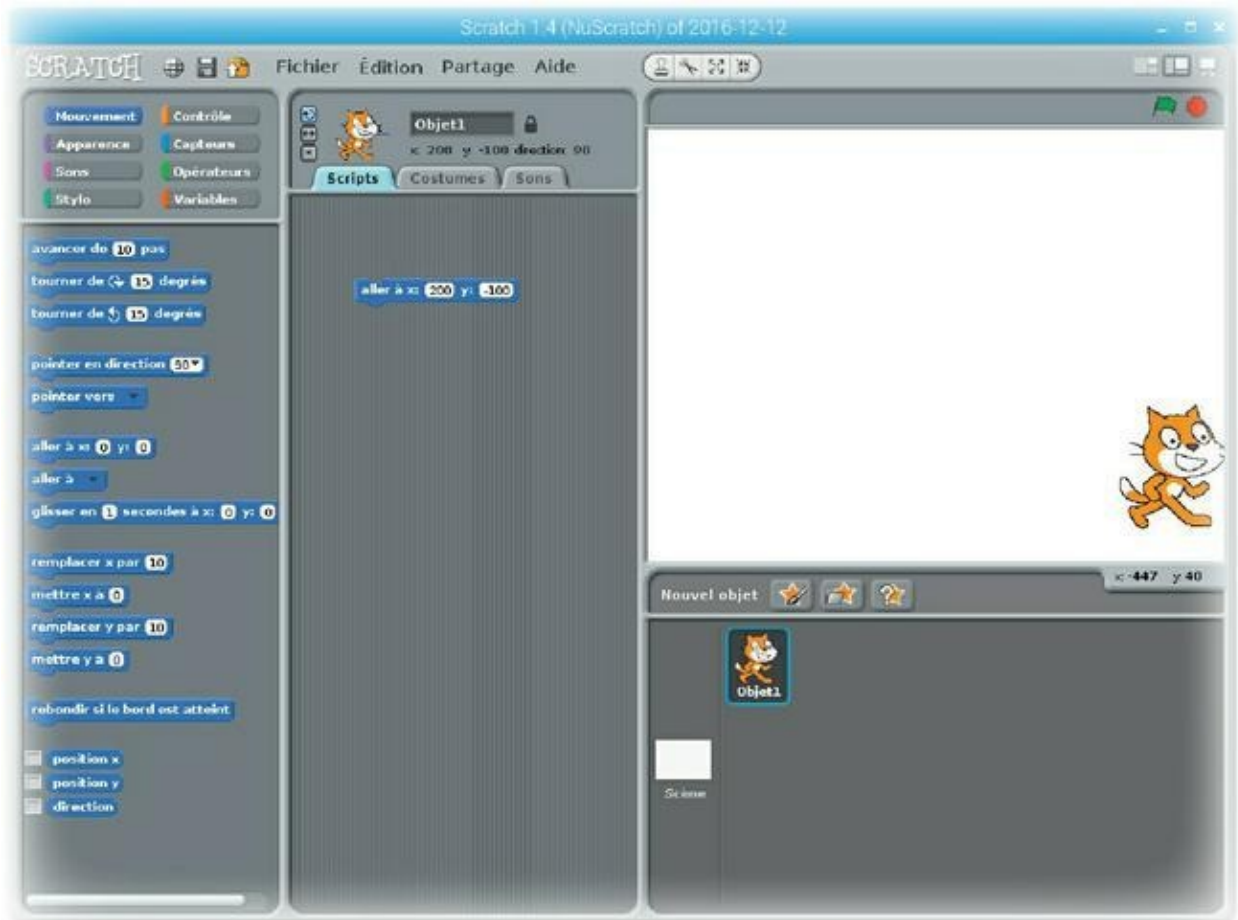 Scratch 1.4 (NuScratch) of 2016-12-12
SCRATCH Fichier Édition Partage Aide
Mouvement Contrôle
Apparence Capteurs
Sons Opérateurs
Stylo Variables
avancer de 10 pas
tourner de 15 degrés
tourner de 15 degrés
pointer en direction 90
pointer vers
aller à x: 0 y: 0
aller à
glisser en 1 secondes à x: 0 y: 0
remplacer x par 10
mettre x à 0
remplacer y par 10
mettre y à 0
rebondir si le bord est atteint
position x
position y
direction
Objet1
x: 200 y: -100 direction: 90
Scripts Costumes Sons
aller à x: 200 y: -100
x: -447 y: 40
Nouvel objet
Objet1
Scène